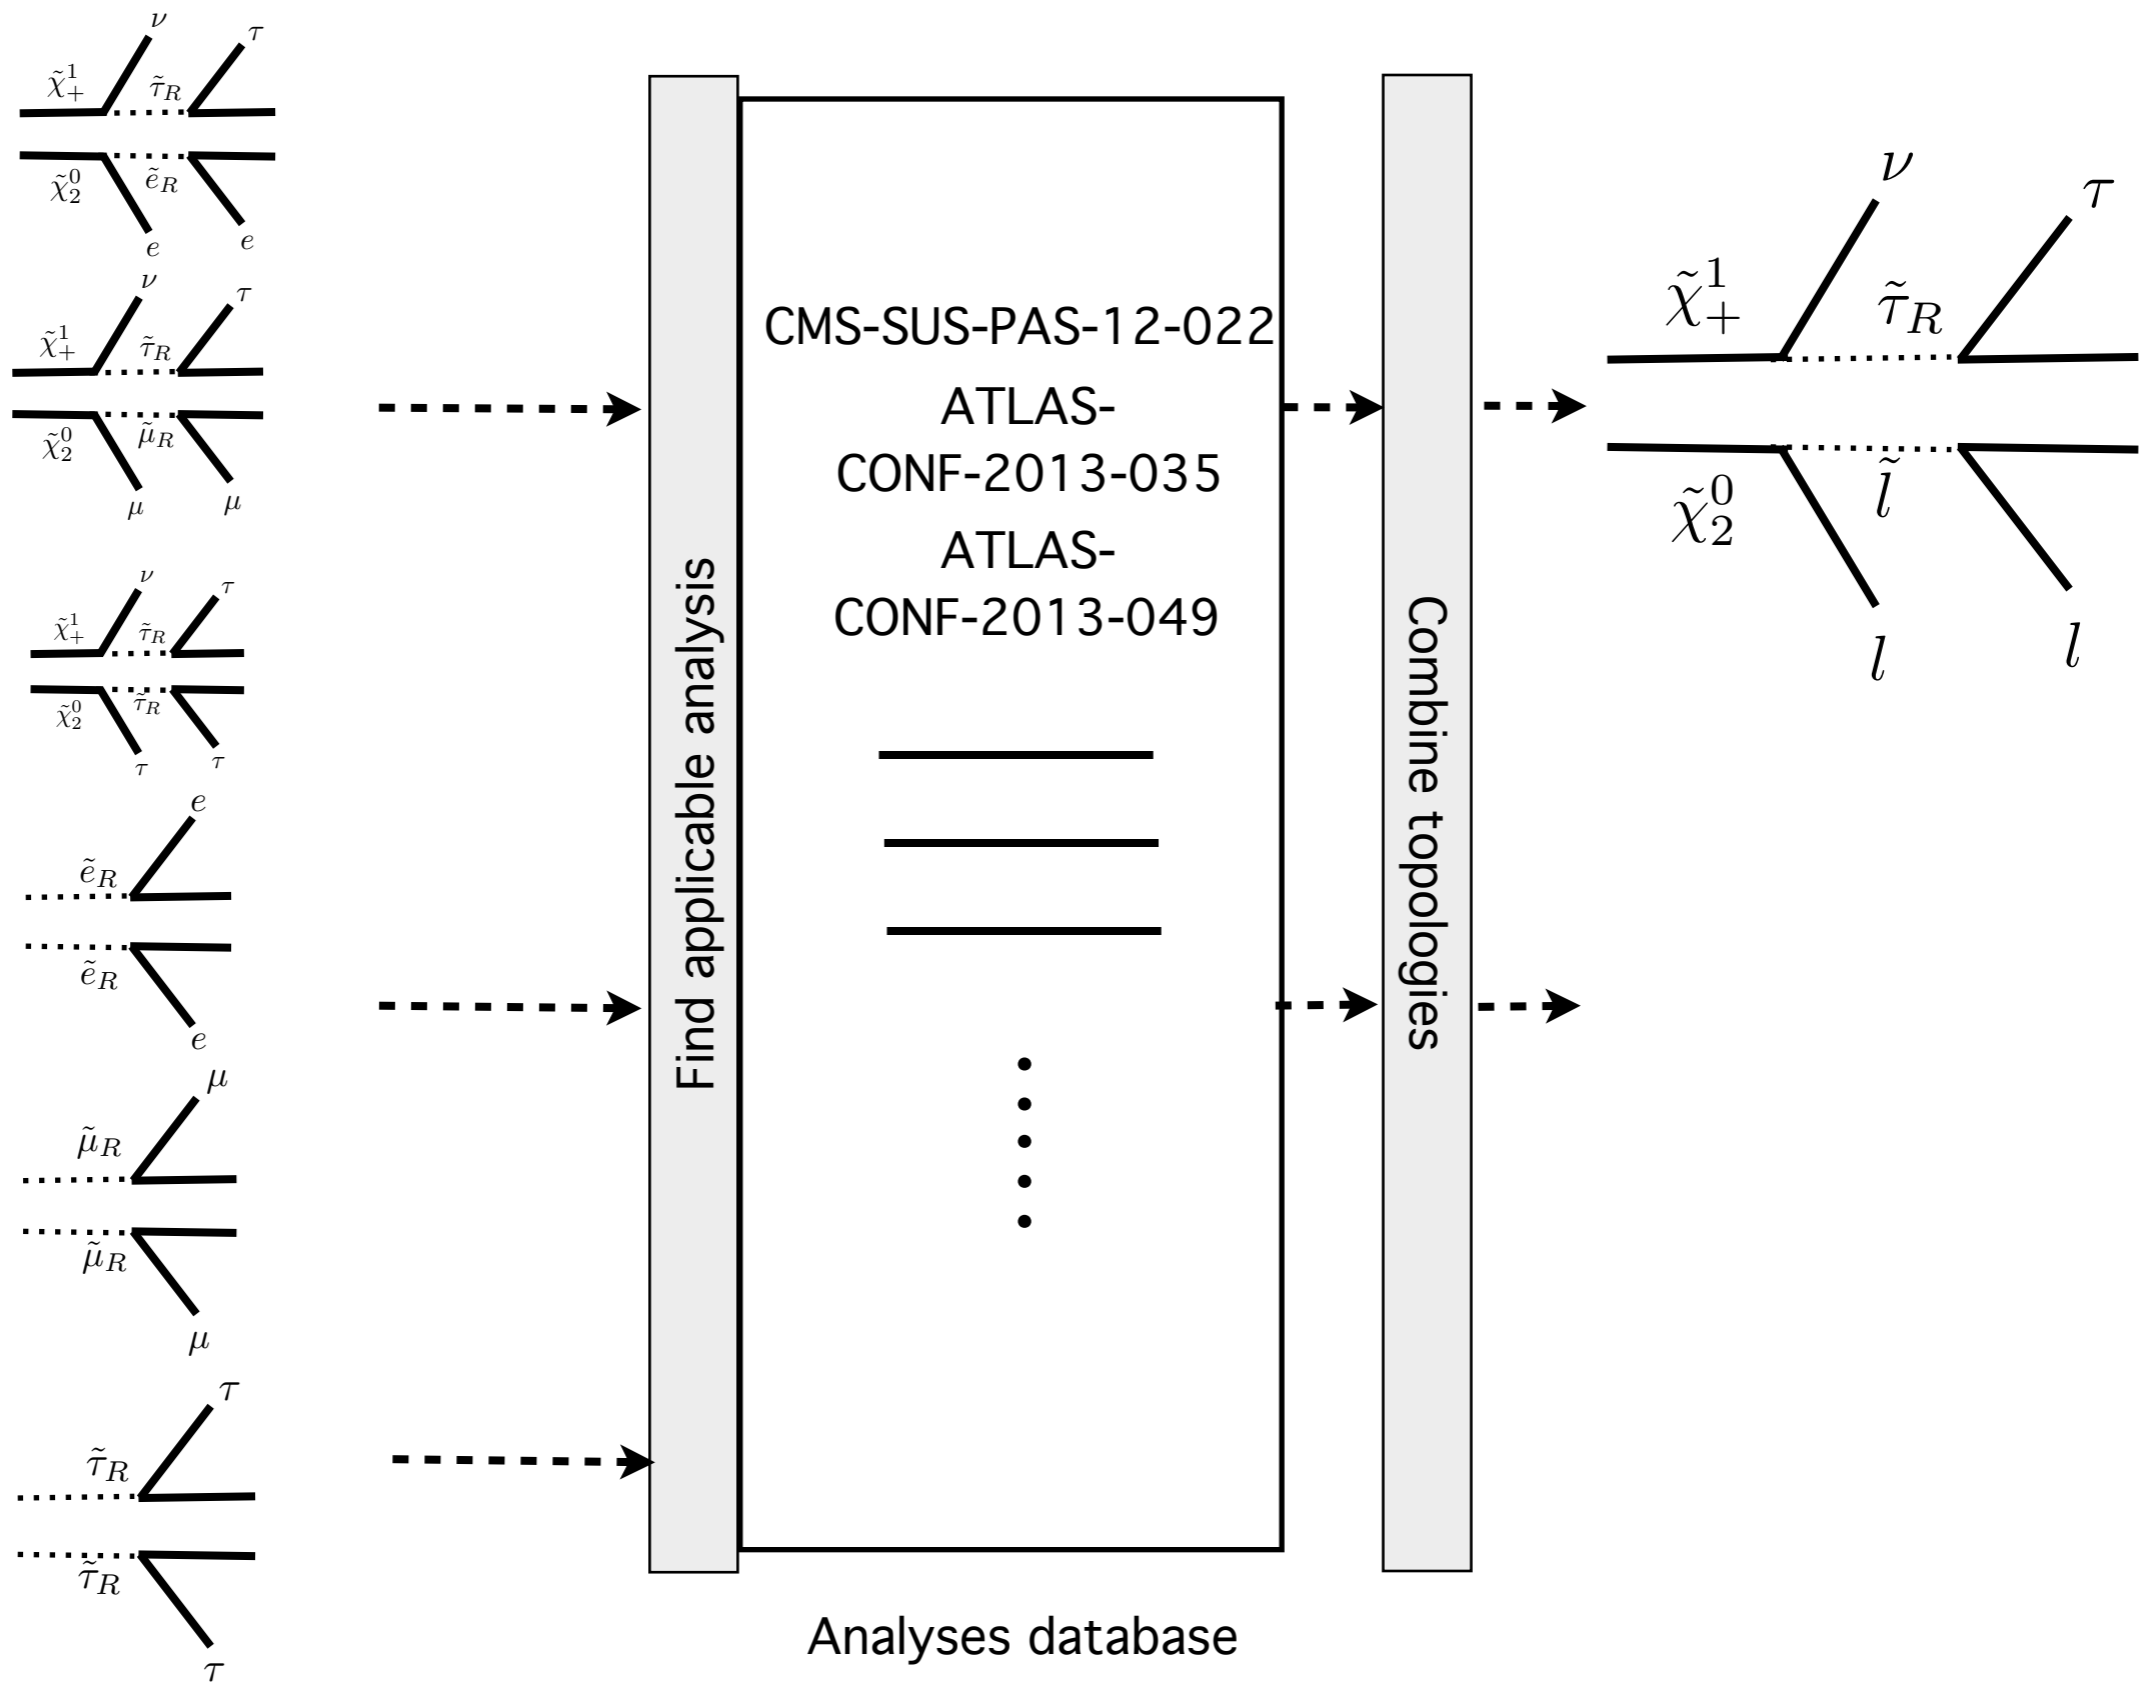 ν
τ
χ̃¹₊
τ̃_R
χ̃⁰₂
ẽ_R
e
e
ν
τ
χ̃¹₊
τ̃_R
χ̃⁰₂
μ̃_R
μ
μ
ν
τ
χ̃¹₊
τ̃_R
χ̃⁰₂
τ̃_R
τ
τ
e
ẽ_R
ẽ_R
e
μ
μ̃_R
μ̃_R
μ
τ
τ̃_R
τ̃_R
τ
Find applicable analysis
CMS-SUS-PAS-12-022
ATLAS-
CONF-2013-035
ATLAS-
CONF-2013-049
Analyses database
Combine topologies
ν
τ
χ̃¹₊
τ̃_R
χ̃⁰₂
l̃
l
l